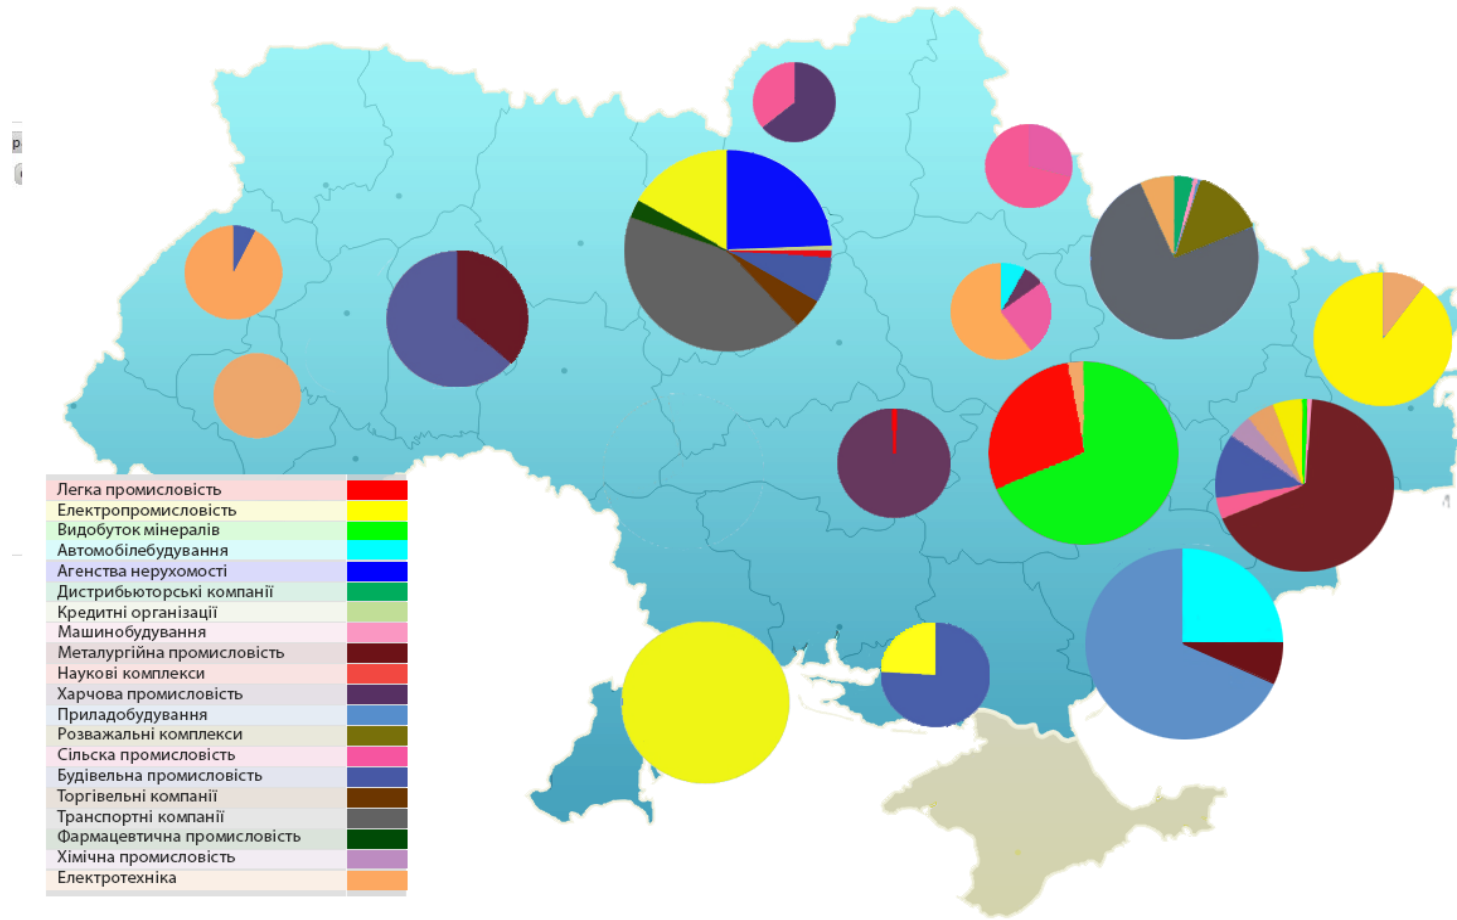 р
Легка промисловість
Електропромисловість
Видобуток мінералів
Автомобілебудування
Агенства нерухомості
Дистрибьюторські компанії
Кредитні організації
Машинобудування
Металургійна промисловість
Наукові комплекси
Харчова промисловість
Приладобудування
Розважальні комплекси
Сільска промисловість
Будівельна промисловість
Торгівельні компанії
Транспортні компанії
Фармацевтична промисловість
Хімічна промисловість
Електротехніка